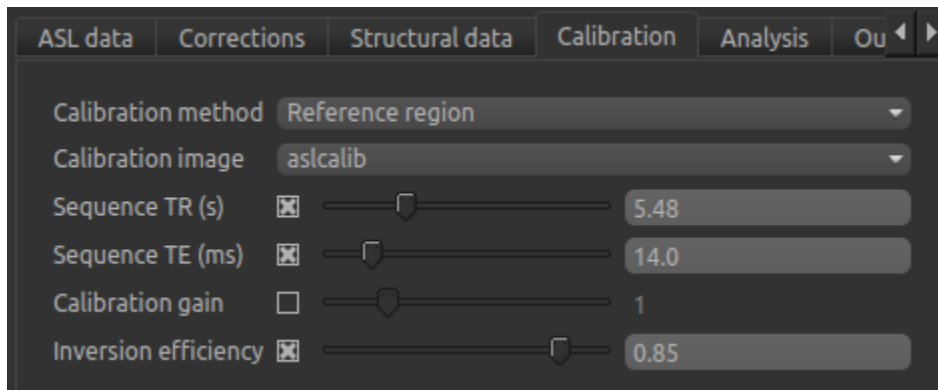 ASL data Corrections Structural data Calibration Analysis Ou
Calibration method Reference region
Calibration image aslcalib
Sequence TR (s) 5.48
Sequence TE (ms) 14.0
Calibration gain 1
Inversion efficiency 0.85